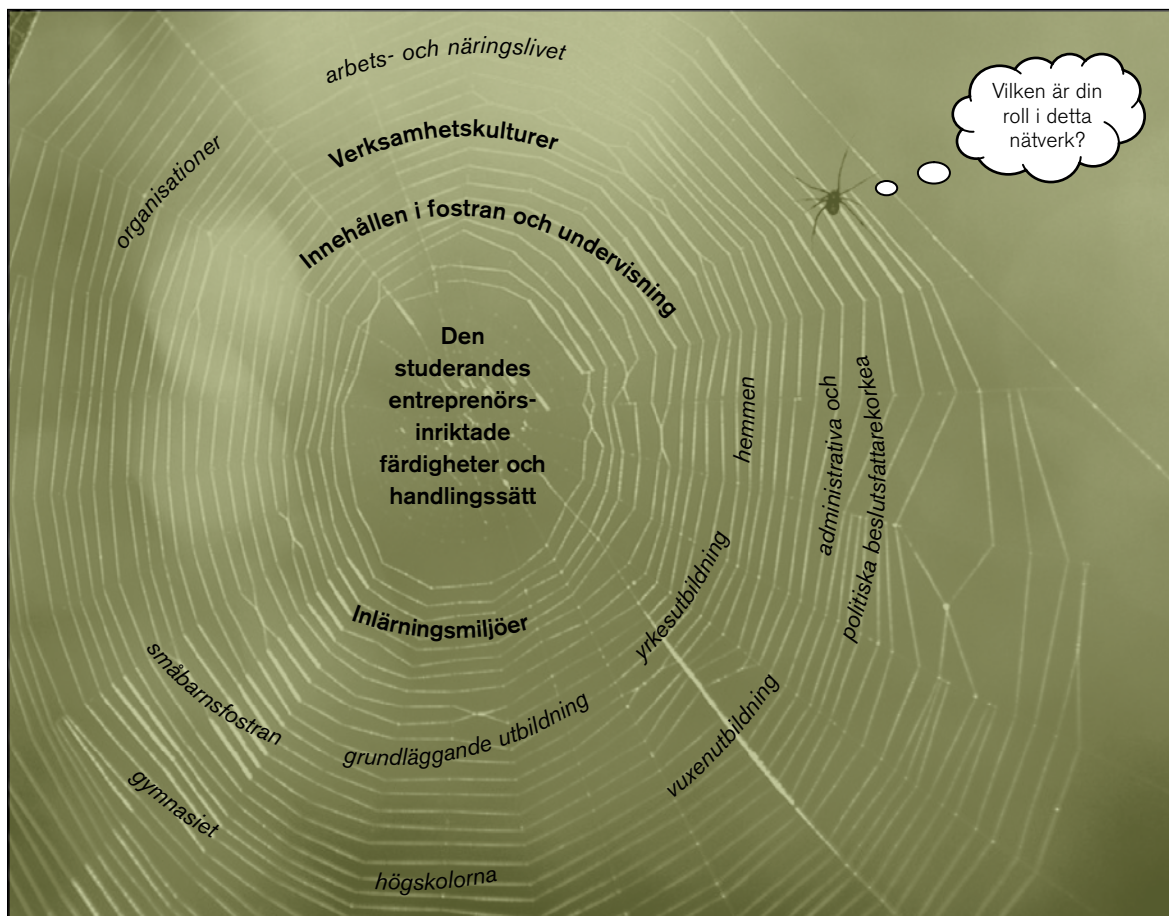 arbets- och näringslivet
Vilken är din
roll i detta
nätverk?
Verksamhetskulturer
organisationer
Innehållen i fostran och undervisning
Den
studerandes
entreprenörs-
inriktade
färdigheter och
handlingssätt
hemmen
administrativa och
politiska beslutsfattarekorkea
yrkesutbildning
Inlärningsmiljöer
småbarnsfostran
grundläggande utbildning
vuxenutbildning
gymnasiet
högskolorna